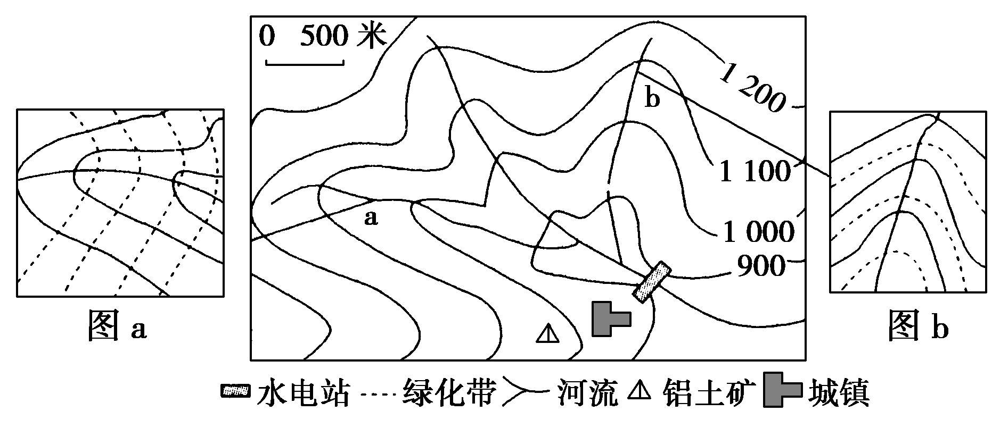 0 500 米
1 200
b
1 100
a
1 000
900
图 a
图 b
水电站 绿化带 河流 铝土矿 城镇